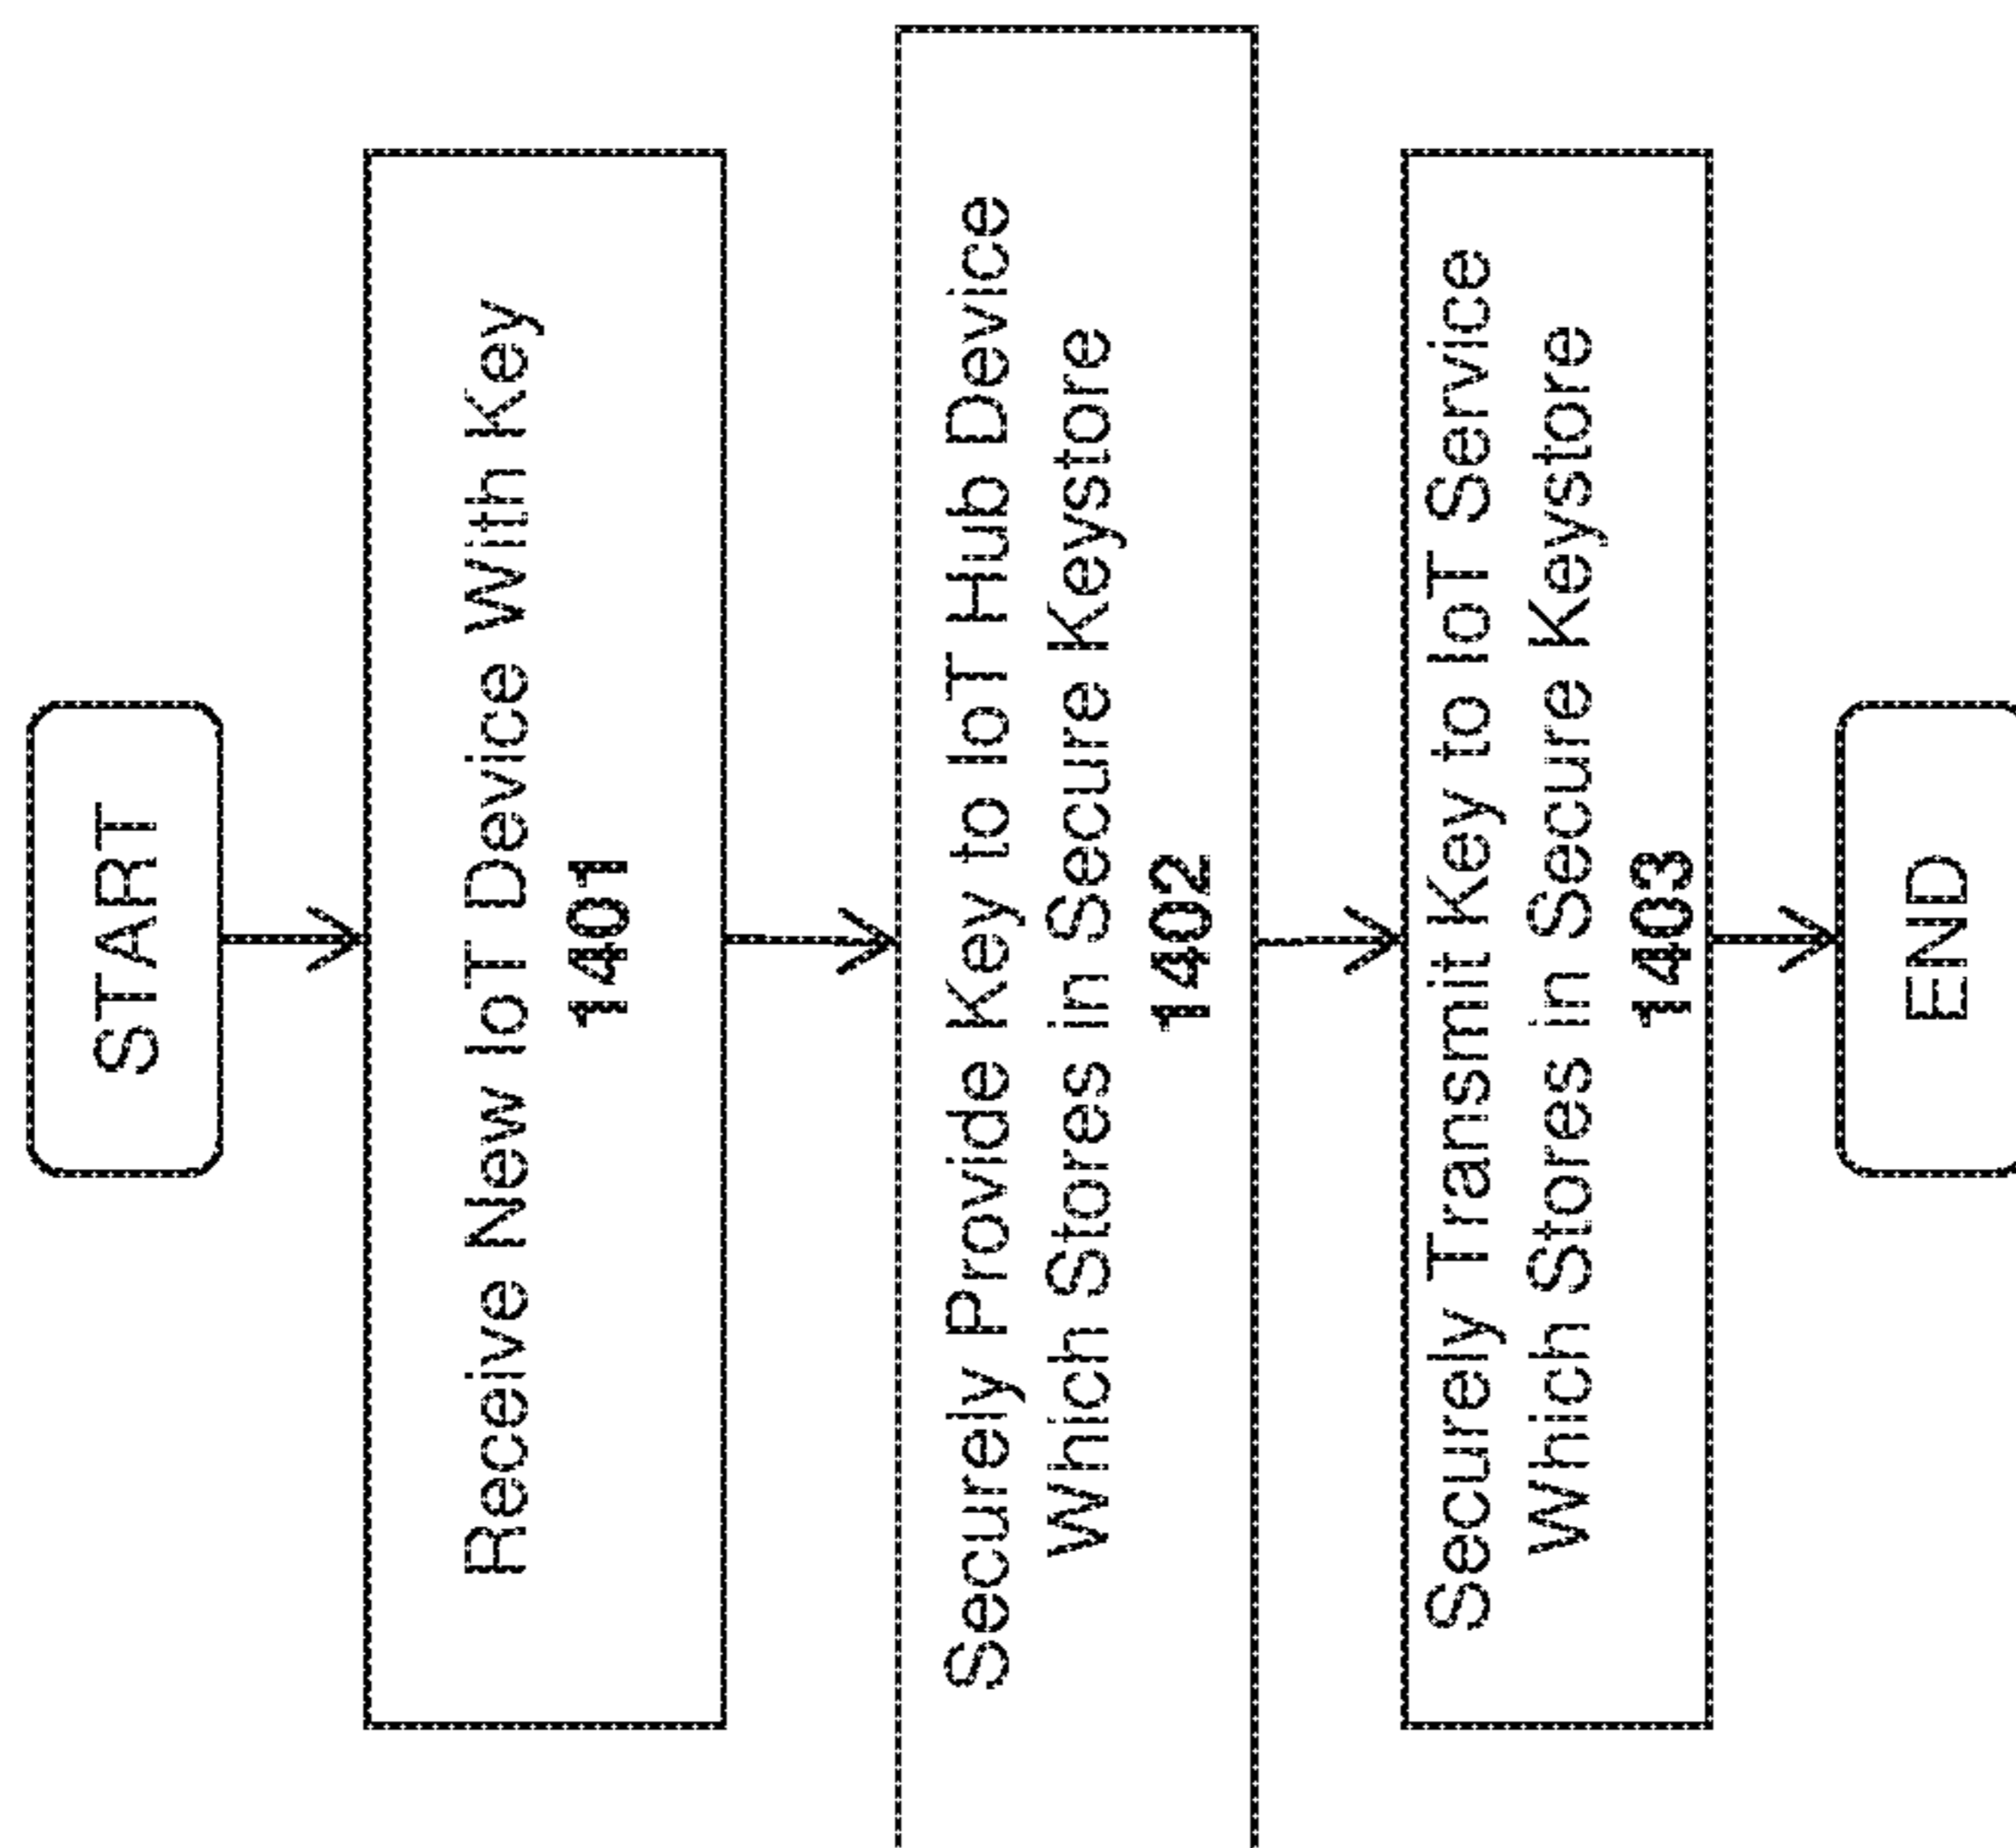 START
Receive New IoT Device With Key
1401
Securely Provide Key to IoT Hub Device
Which Stores in Secure Keystore
1402
Securely Transmit Key to IoT Service
Which Stores in Secure Keystore
1403
END